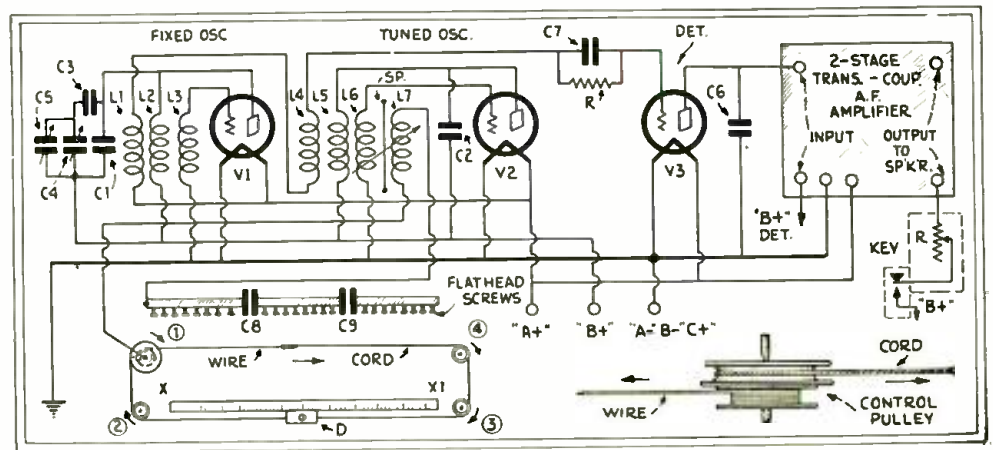 FIXED OSC
TUNED OSC.
C7
DET.
C3
C5
L1
L2
L3
L4
L5
L6
SP.
L7
R
C6
2-STAGE
TRANS. - COUP.
A.F.
AMPLIFIER
INPUT
OUTPUT
TO
SP'K'R.
C4
C1
V1
C2
V2
V3
"B+"
DET.
KEY
R
"B+"
FLATHEAD
SCREWS
C8
C9
"A+"
"B+"
"A-" B-" C+"
1
WIRE
CORD
4
X
X1
2
D
3
WIRE
CORD
CONTROL
PULLEY